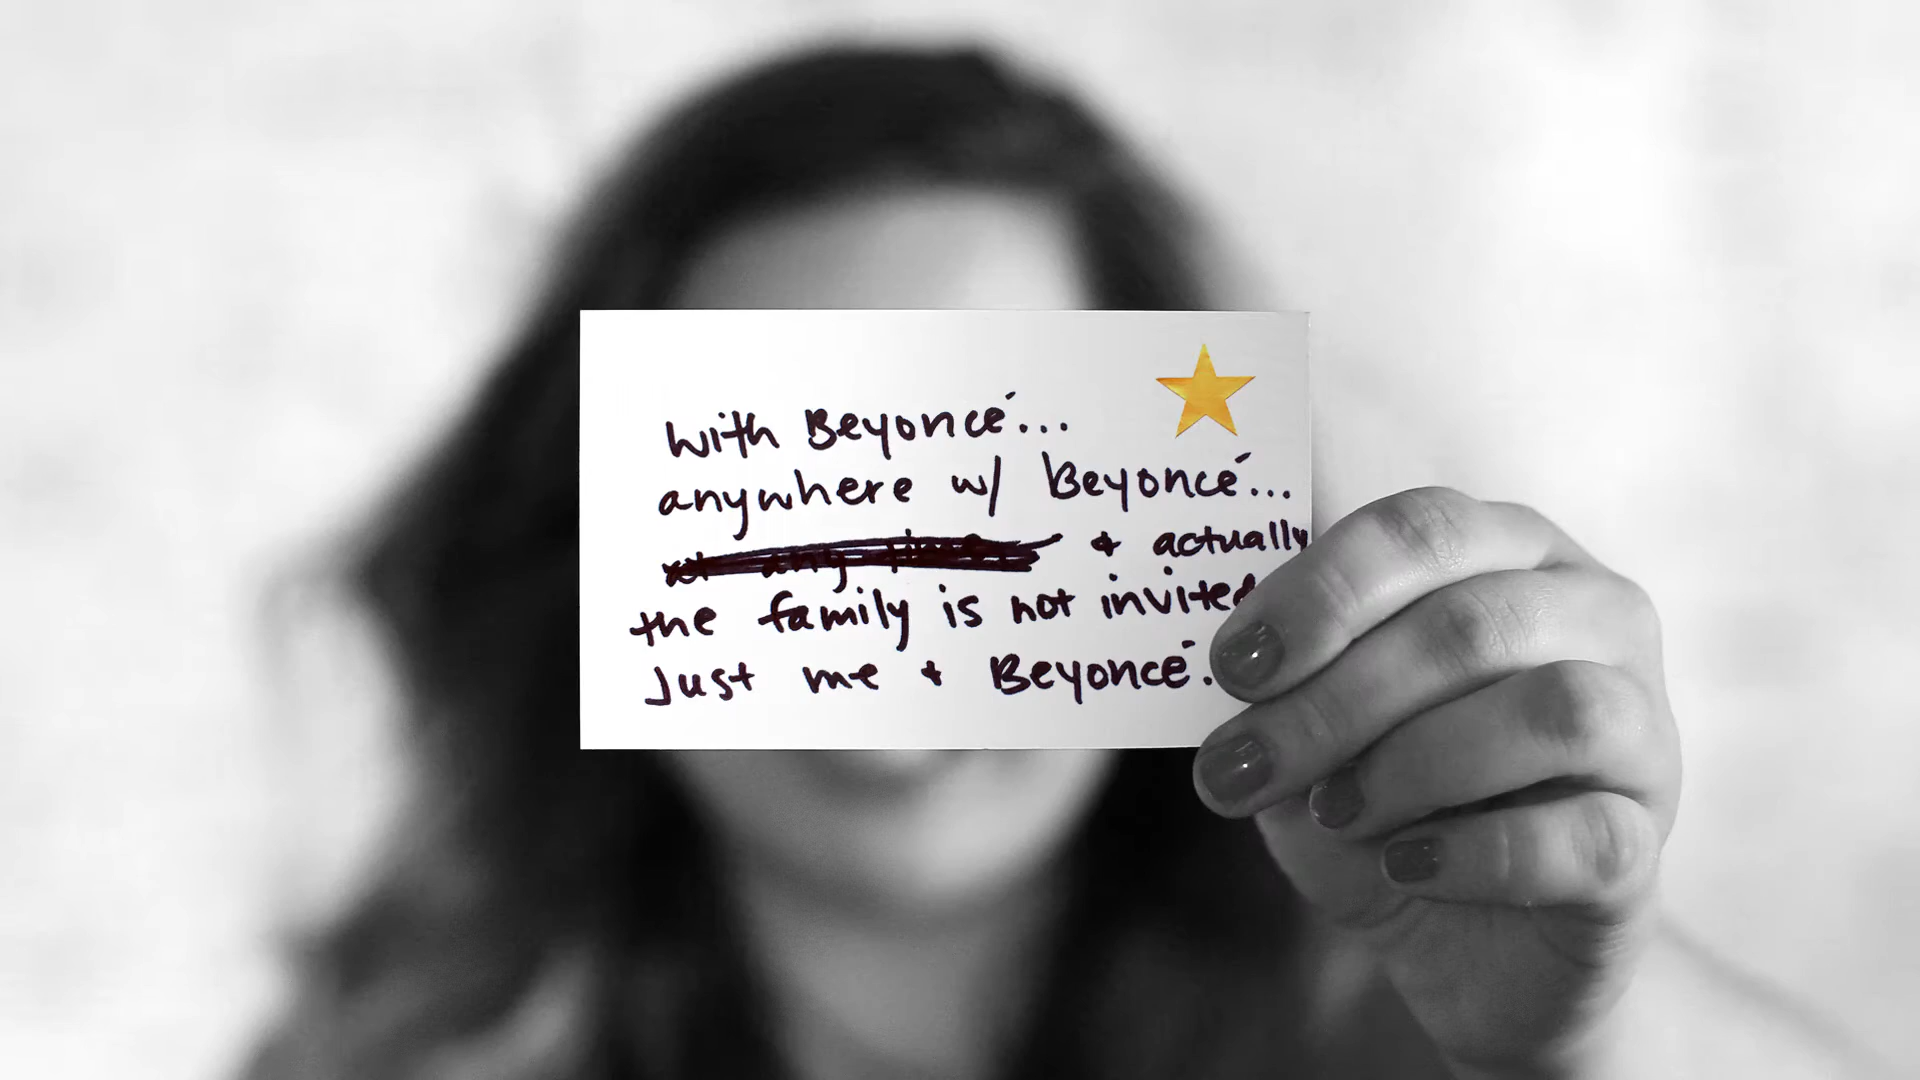 With Beyoncé...
anywhere w/ Beyoncé...
& actually
the family is not invited
Just me & Beyoncé.